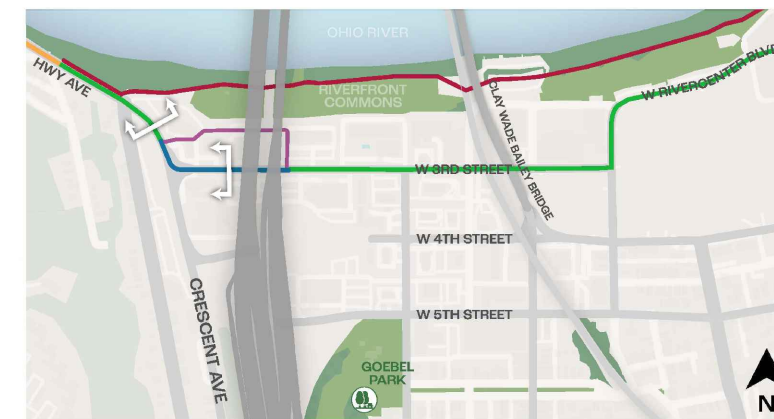 OHIO RIVER
HWY AVE
RIVERFRONT
COMMONS
CLAY WADE BAILEY BRIDGE
W RIVERCENTER BLVD
W 3RD STREET
W 4TH STREET
CRESCENT AVE
W 5TH STREET
GOEBEL
PARK
N